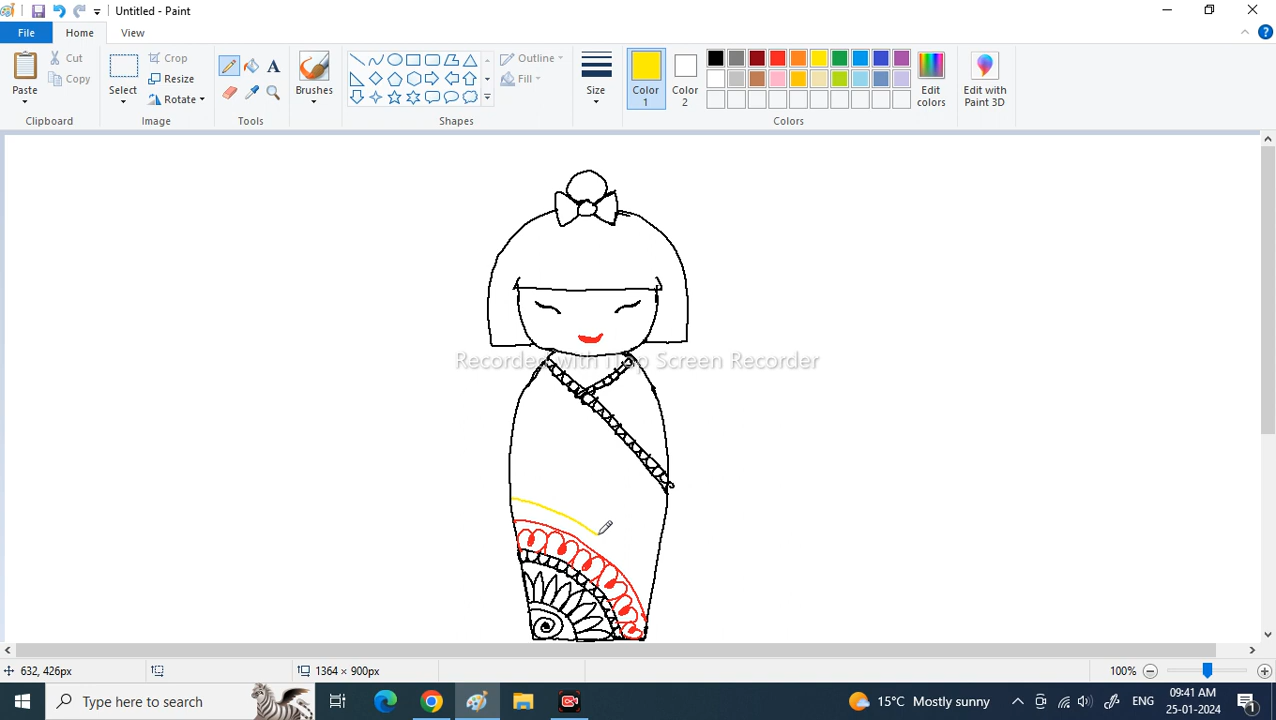 Untitled - Paint
File
Home
View
Paste
Cut
Copy
Clipboard
Select
Crop
Resize
Rotate
Image
Tools
Brushes
Outline
Fill
Shapes
Size
Color 1
Color 2
Edit colors
Colors
Edit with Paint 3D
Recorded with iTop Screen Recorder
632, 426px
1364 × 900px
100%
Type here to search
15°C Mostly sunny
ENG
09:41 AM
25-01-2024
1